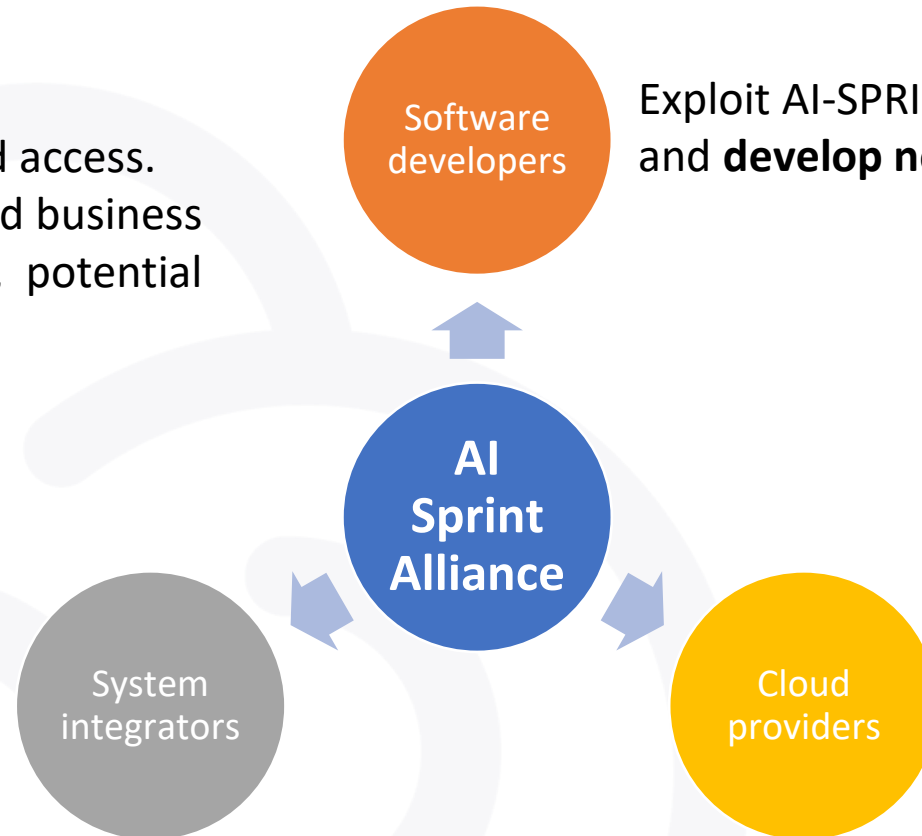 Software
developers
Exploit AI-SPRI
and develop n
d access.
d business
potential
AI
Sprint
Alliance
System
integrators
Cloud
providers